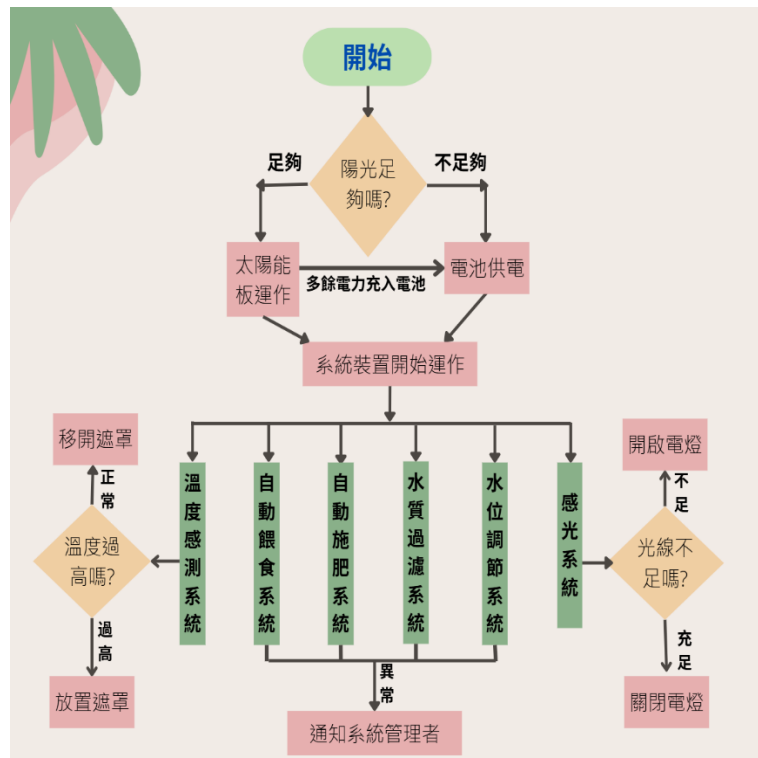 開始
陽光足
夠嗎?
足夠
不足夠
太陽能
板運作
多餘電力充入電池
電池供電
系統裝置開始運作
移開遮罩
正
常
溫度過
高嗎?
過
高
放置遮罩
溫度感測系統
自動餵食系統
自動施肥系統
水質過濾系統
水位調節系統
感光系統
異
常
通知系統管理者
開啟電燈
不
足
光線不
足嗎?
充
足
關閉電燈